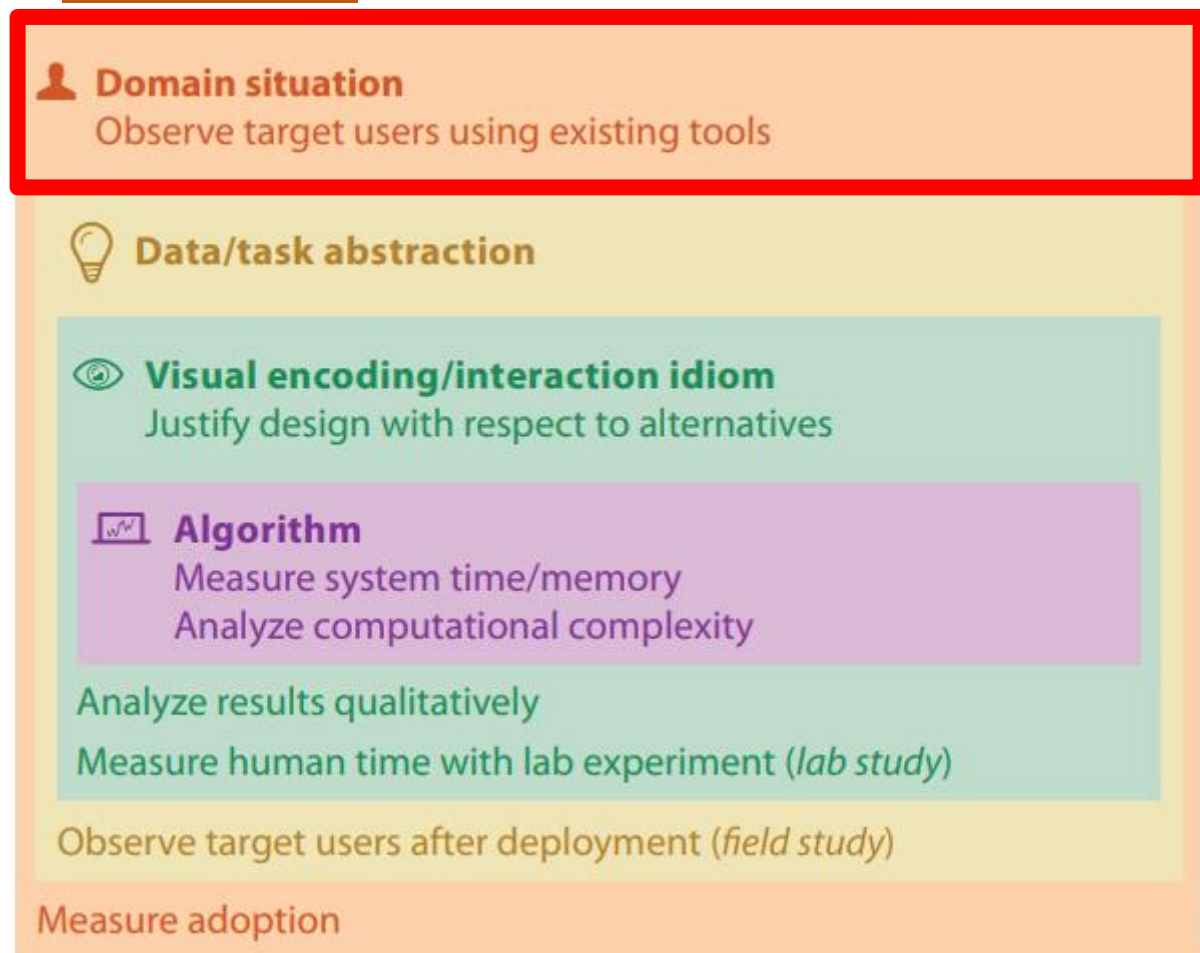 Domain situation
Observe target users using existing tools
Data/task abstraction
Visual encoding/interaction idiom
Justify design with respect to alternatives
Algorithm
Measure system time/memory
Analyze computational complexity
Analyze results qualitatively
Measure human time with lab experiment (lab study)
Observe target users after deployment (field study)
Measure adoption